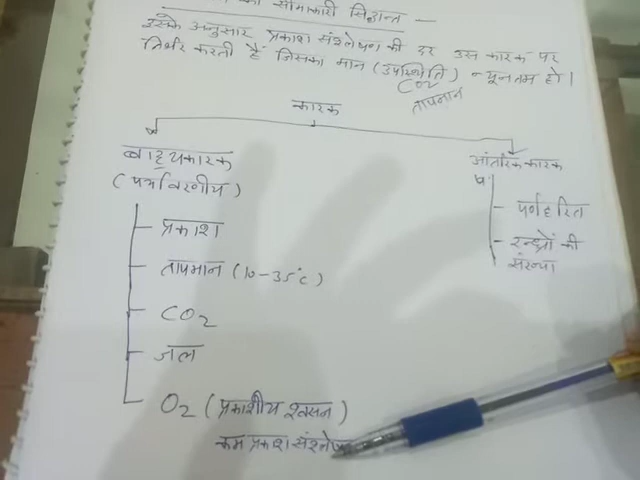 का सीमाकारी सिद्धान्त —
इसके अनुसार प्रकाश संश्लेषण की दर उस कारक पर
निर्भर करती है जिसका मान (उपस्थिति) न्यूनतम हो।
CO2
तापमान
कारक
बाह्यकारक
(पर्यावरणीय)
प्रकाश
तापमान (10-35°C)
CO2
जल
O2 (प्रकाशीय श्वसन)
कम प्रकाश संश्लेषण
आंतरिक कारक
पर्णहरित
रन्ध्रों की
संख्या